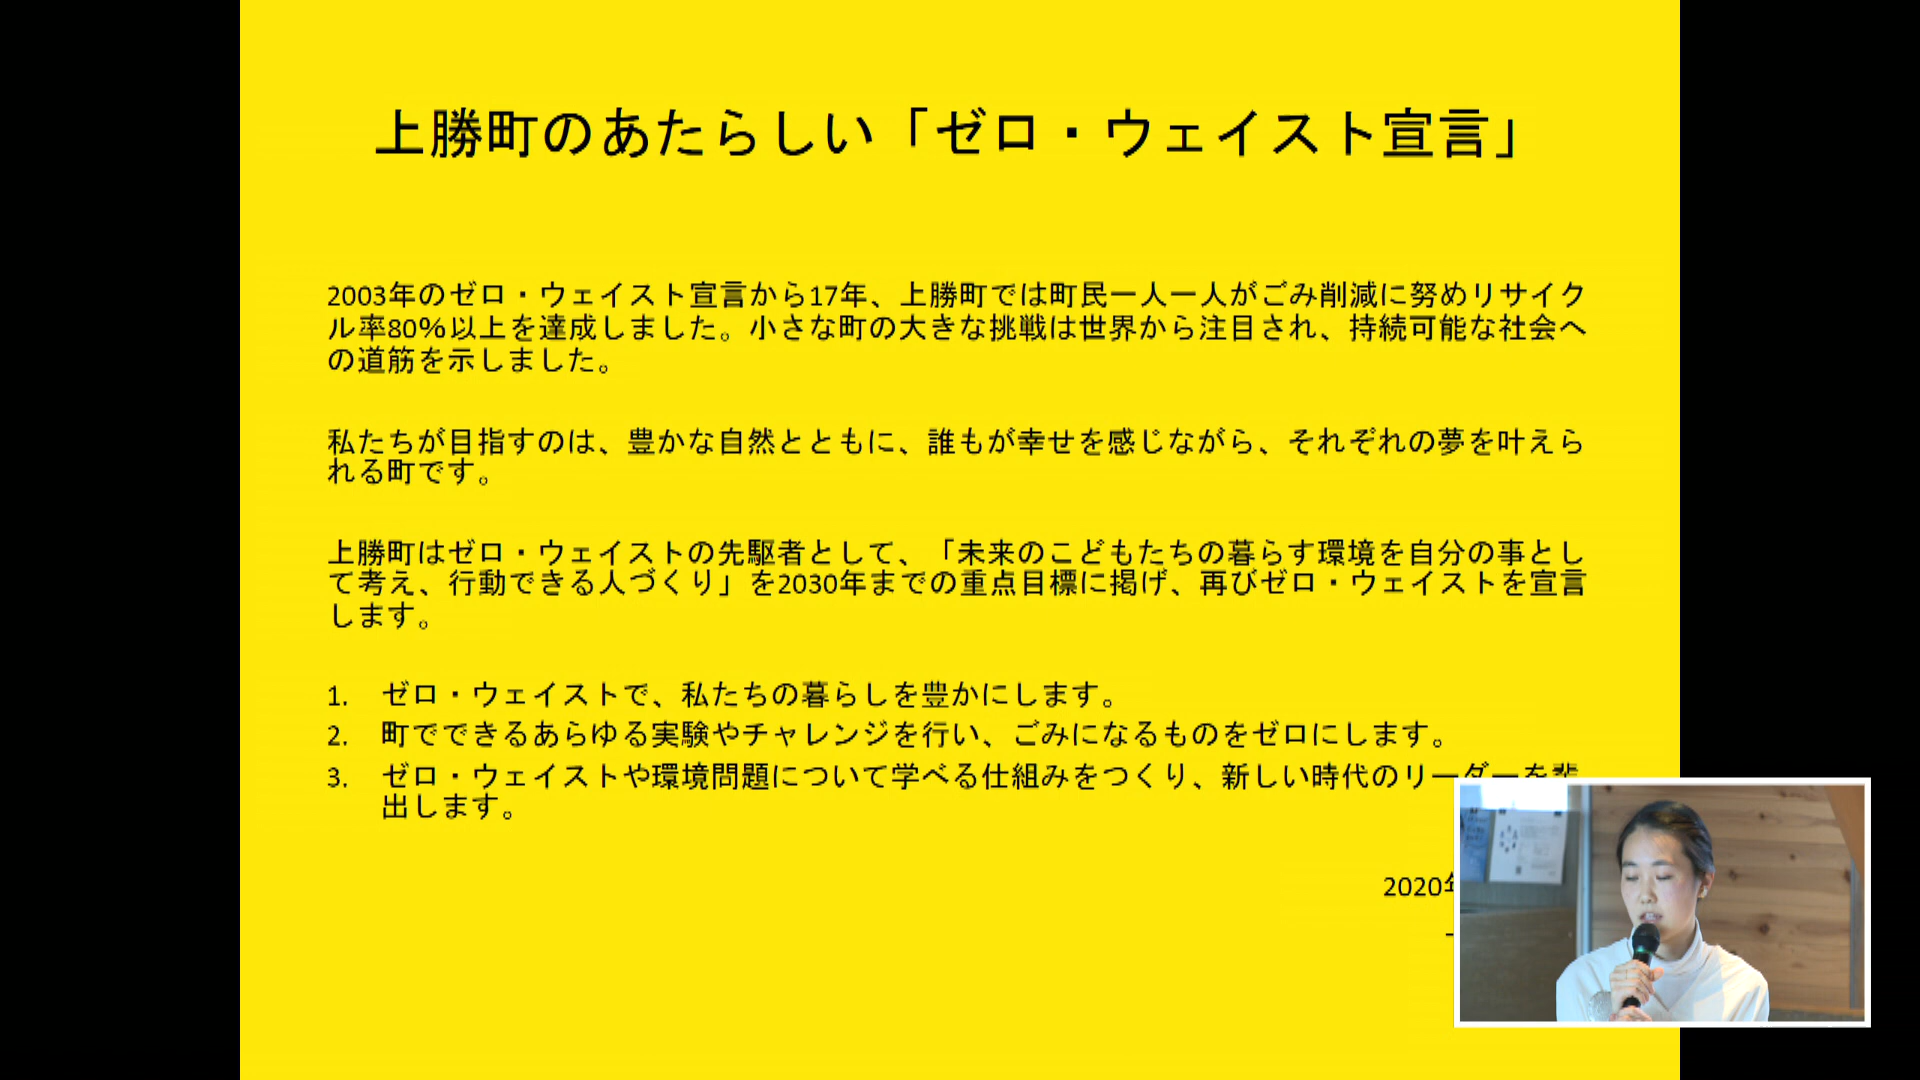 上勝町のあたらしい「ゼロ・ウェイスト宣言」
2003年のゼロ・ウェイスト宣言から17年、上勝町では町民一人一人がごみ削減に努めリサイク
ル率80%以上を達成しました。小さな町の大きな挑戦は世界から注目され、持続可能な社会へ
の道筋を示しました。
私たちが目指すのは、豊かな自然とともに、誰もが幸せを感じながら、それぞれの夢を叶えら
れる町です。
上勝町はゼロ・ウェイストの先駆者として、「未来のこどもたちの暮らす環境を自分の事とし
て考え、行動できる人づくり」を2030年までの重点目標に掲げ、再びゼロ・ウェイストを宣言
します。
1. ゼロ・ウェイストで、私たちの暮らしを豊かにします。
2. 町でできるあらゆる実験やチャレンジを行い、ごみになるものをゼロにします。
3. ゼロ・ウェイストや環境問題について学べる仕組みをつくり、新しい時代のリーダーを輩
出します。
2020年